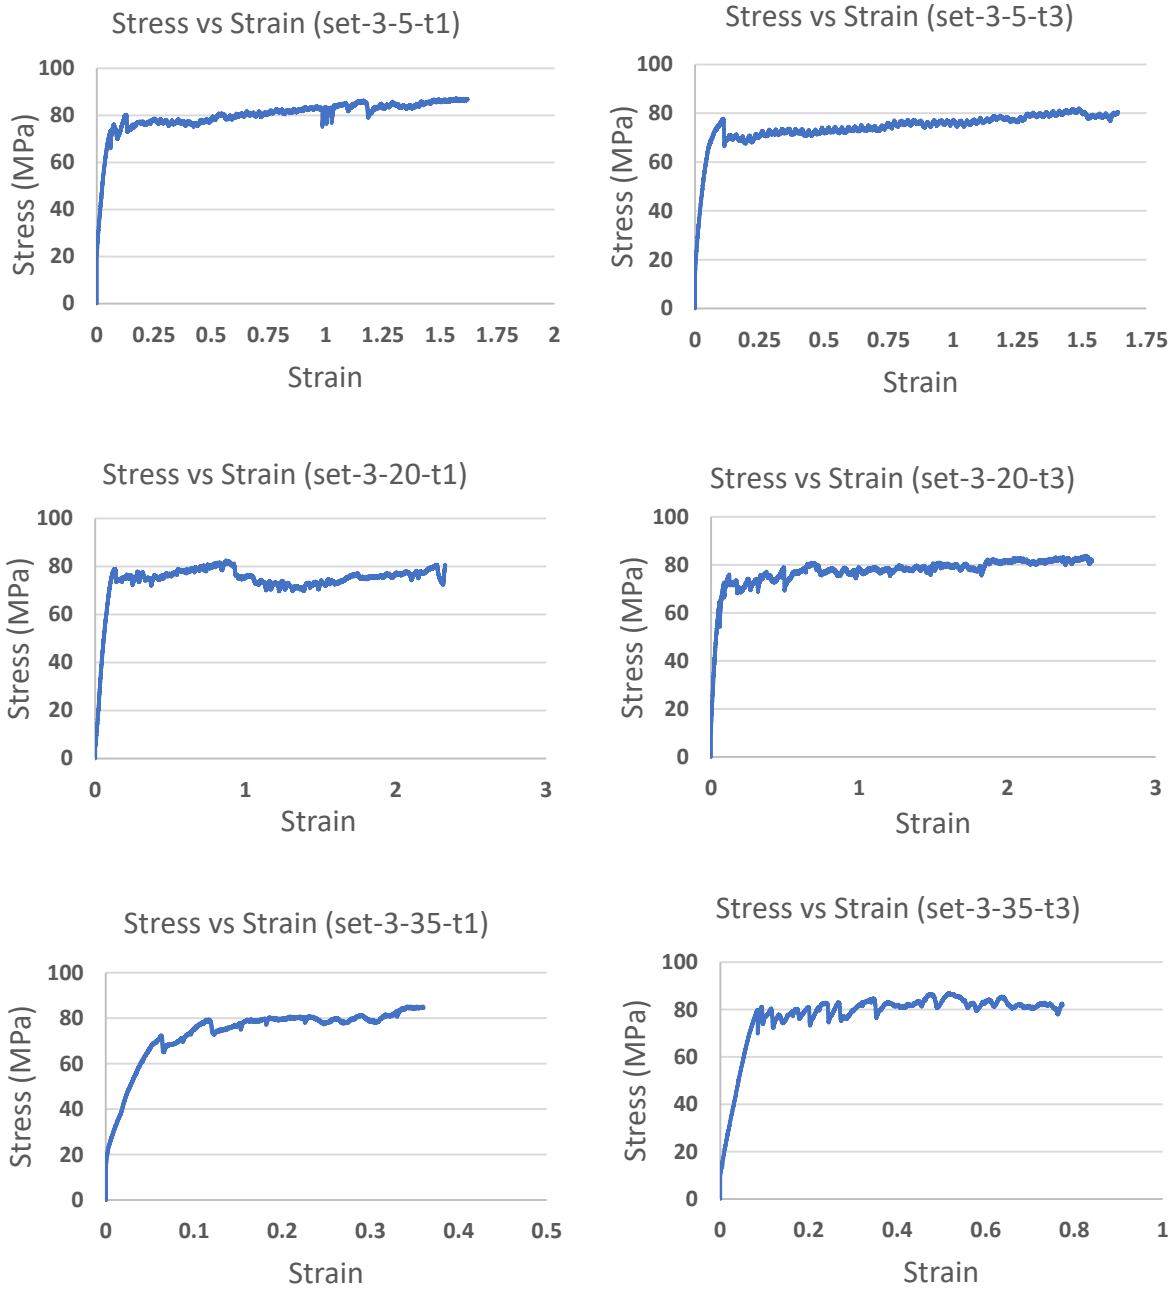 Stress vs Strain (set-3-5-t1)
100
80
60
40
20
0
Stress (MPa)
0 0.25 0.5 0.75 1 1.25 1.5 1.75 2
Strain
Stress vs Strain (set-3-5-t3)
100
80
60
40
20
0
Stress (MPa)
0 0.25 0.5 0.75 1 1.25 1.5 1.75
Strain
Stress vs Strain (set-3-20-t1)
100
80
60
40
20
0
Stress (MPa)
0 1 2 3
Strain
Stress vs Strain (set-3-20-t3)
100
80
60
40
20
0
Stress (MPa)
0 1 2 3
Strain
Stress vs Strain (set-3-35-t1)
100
80
60
40
20
0
Stress (MPa)
0 0.1 0.2 0.3 0.4 0.5
Strain
Stress vs Strain (set-3-35-t3)
100
80
60
40
20
0
Stress (MPa)
0 0.2 0.4 0.6 0.8 1
Strain